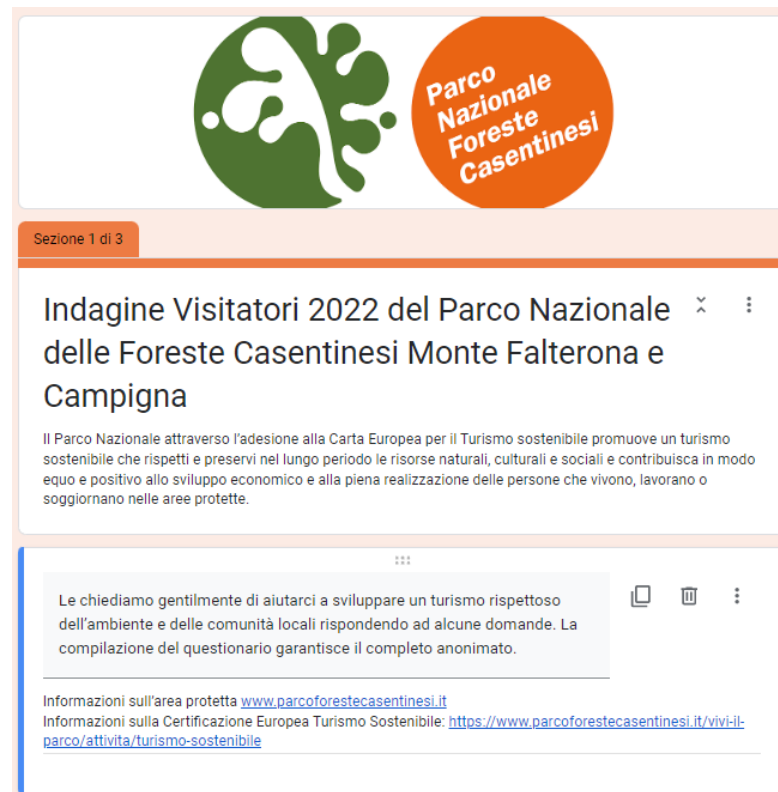 Parco
Nazionale
Foreste
Casentinesi
Sezione 1 di 3
Indagine Visitatori 2022 del Parco Nazionale
delle Foreste Casentinesi Monte Falterona e
Campigna
Il Parco Nazionale attraverso l'adesione alla Carta Europea per il Turismo sostenibile promuove un turismo
sostenibile che rispetti e preservi nel lungo periodo le risorse naturali, culturali e sociali e contribuisca in modo
equo e positivo allo sviluppo economico e alla piena realizzazione delle persone che vivono, lavorano o
soggiornano nelle aree protette.
Le chiediamo gentilmente di aiutarci a sviluppare un turismo rispettoso
dell'ambiente e delle comunità locali rispondendo ad alcune domande. La
compilazione del questionario garantisce il completo anonimato.
Informazioni sull'area protetta www.parcoforestecasentinesi.it
Informazioni sulla Certificazione Europea Turismo Sostenibile: https://www.parcoforestecasentinesi.it/vivi-il-
parco/attivita/turismo-sostenibile